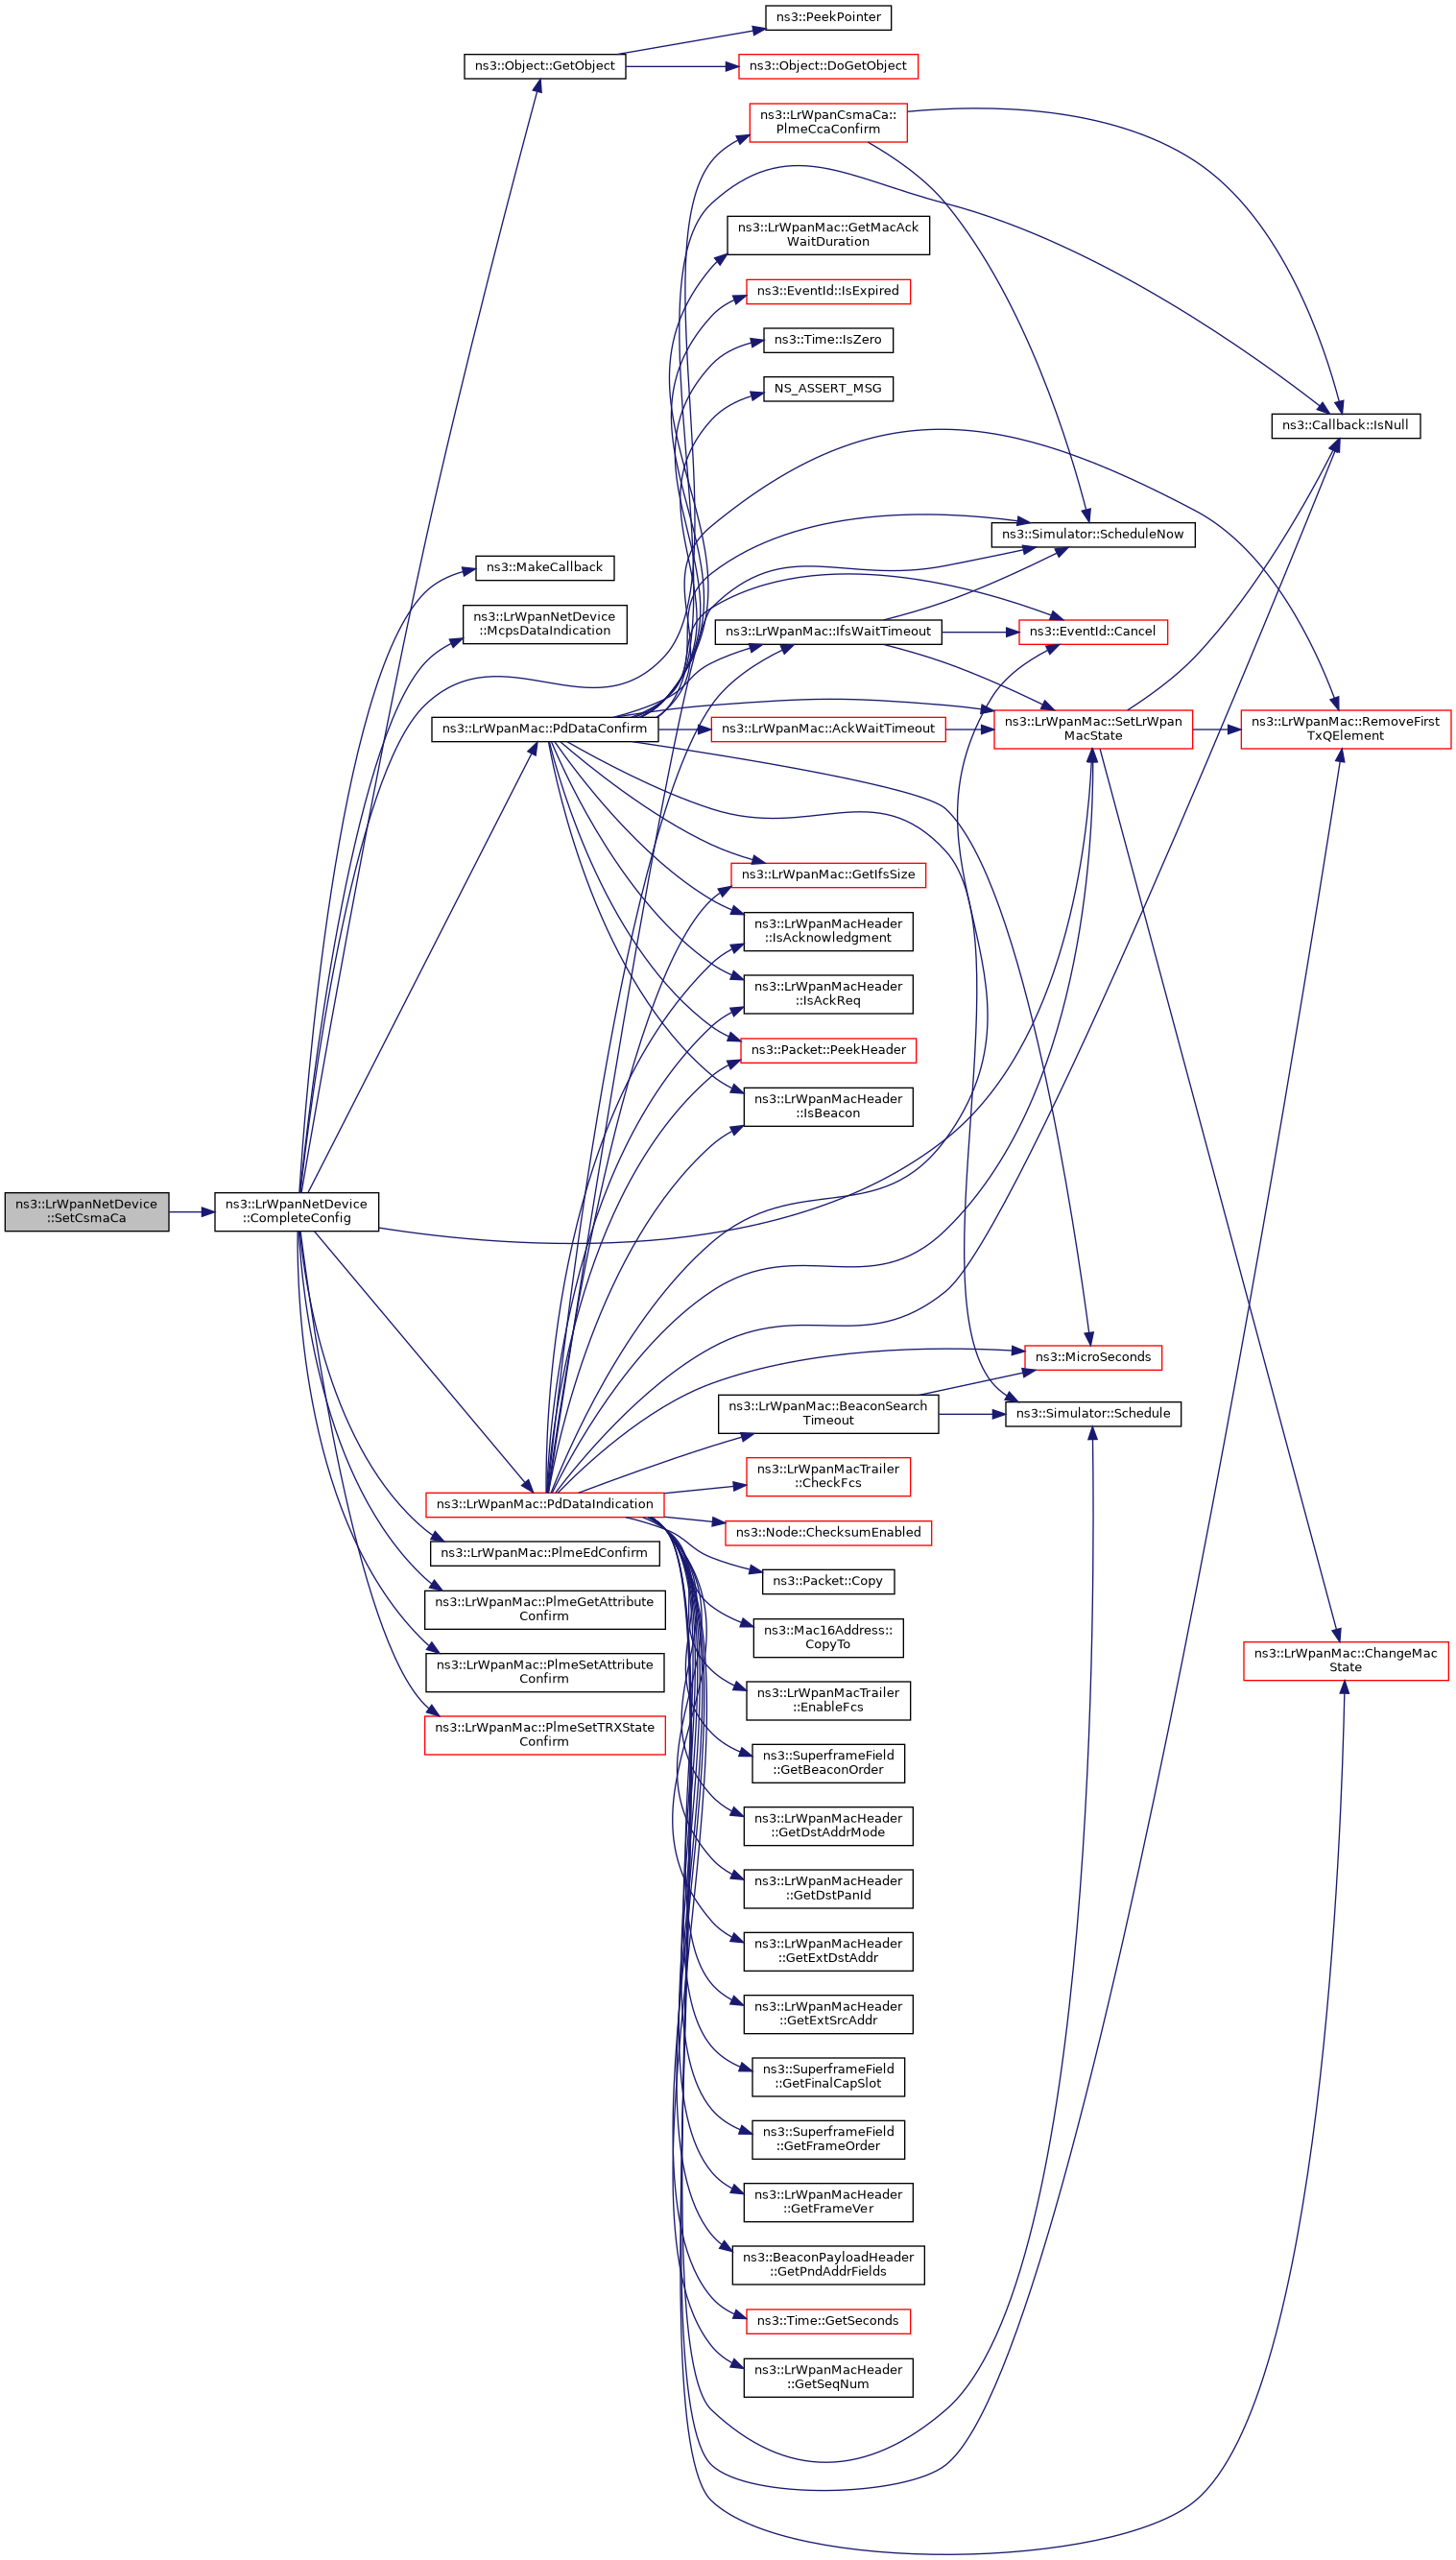 ns3::PeekPointer
ns3::Object::GetObject
ns3::Object::DoGetObject
ns3::LrWpanCsmaCa::
PlmeCcaConfirm
ns3::LrWpanMac::GetMacAck
WaitDuration
ns3::EventId::IsExpired
ns3::Time::IsZero
NS_ASSERT_MSG
ns3::Callback::IsNull
ns3::Simulator::ScheduleNow
ns3::MakeCallback
ns3::LrWpanNetDevice
::McpsDataIndication
ns3::LrWpanMac::IfsWaitTimeout
ns3::EventId::Cancel
ns3::LrWpanMac::PdDataConfirm
ns3::LrWpanMac::AckWaitTimeout
ns3::LrWpanMac::SetLrWpan
MacState
ns3::LrWpanMac::RemoveFirst
TxQElement
ns3::LrWpanMac::GetIfsSize
ns3::LrWpanMacHeader
::IsAcknowledgment
ns3::LrWpanMacHeader
::IsAckReq
ns3::Packet::PeekHeader
ns3::LrWpanMacHeader
::IsBeacon
ns3::LrWpanNetDevice
::SetCsmaCa
ns3::LrWpanNetDevice
::CompleteConfig
ns3::MicroSeconds
ns3::LrWpanMac::BeaconSearch
Timeout
ns3::Simulator::Schedule
ns3::LrWpanMacTrailer
::CheckFcs
ns3::LrWpanMac::PdDataIndication
ns3::Node::ChecksumEnabled
ns3::LrWpanMac::PlmeEdConfirm
ns3::Packet::Copy
ns3::LrWpanMac::PlmeGetAttribute
Confirm
ns3::Mac16Address::
CopyTo
ns3::LrWpanMac::PlmeSetAttribute
Confirm
ns3::LrWpanMac::ChangeMac
State
ns3::LrWpanMacTrailer
::EnableFcs
ns3::LrWpanMac::PlmeSetTRXState
Confirm
ns3::SuperframeField
::GetBeaconOrder
ns3::LrWpanMacHeader
::GetDstAddrMode
ns3::LrWpanMacHeader
::GetDstPanId
ns3::LrWpanMacHeader
::GetExtDstAddr
ns3::LrWpanMacHeader
::GetExtSrcAddr
ns3::SuperframeField
::GetFinalCapSlot
ns3::SuperframeField
::GetFrameOrder
ns3::LrWpanMacHeader
::GetFrameVer
ns3::BeaconPayloadHeader
::GetPndAddrFields
ns3::Time::GetSeconds
ns3::LrWpanMacHeader
::GetSeqNum